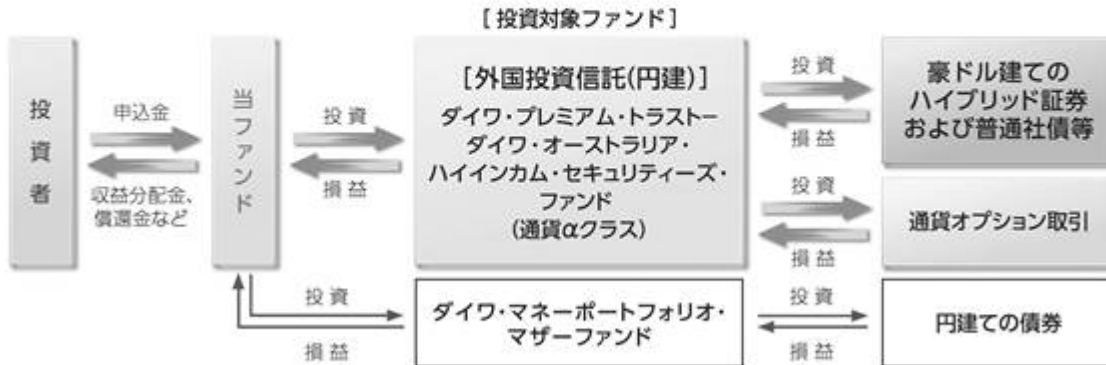 [ 投資対象ファンド ]
投資者
申込金
収益分配金、
償還金など
当ファンド
投資
損益
[外国投資信託(円建)]
ダイワ・プレミアム・トラスト－
ダイワ・オーストラリア・
ハイインカム・セキュリティーズ・
ファンド
(通貨αクラス)
投資
損益
豪ドル建ての
ハイブリッド証券
および普通社債等
投資
損益
通貨オプション取引
投資
損益
ダイワ・マネーポートフォリオ・
マザーファンド
投資
損益
円建ての債券